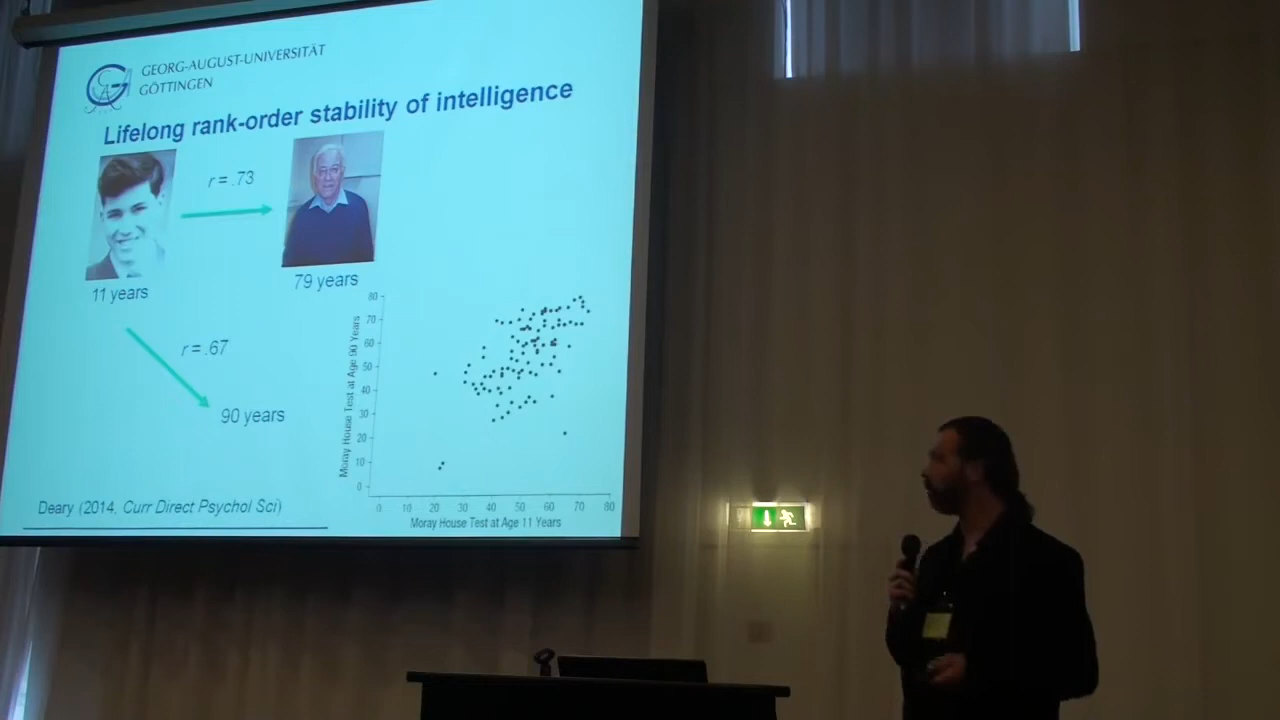 GEORG-AUGUST-UNIVERSITÄT
GÖTTINGEN
Lifelong rank-order stability of intelligence
r = .73
11 years
79 years
r = .67
90 years
Moray House Test at Age 90 Years
80
70
60
50
40
30
20
10
0
0 10 20 30 40 50 60 70 80
Moray House Test at Age 11 Years
Deary (2014, Curr Direct Psychol Sci)